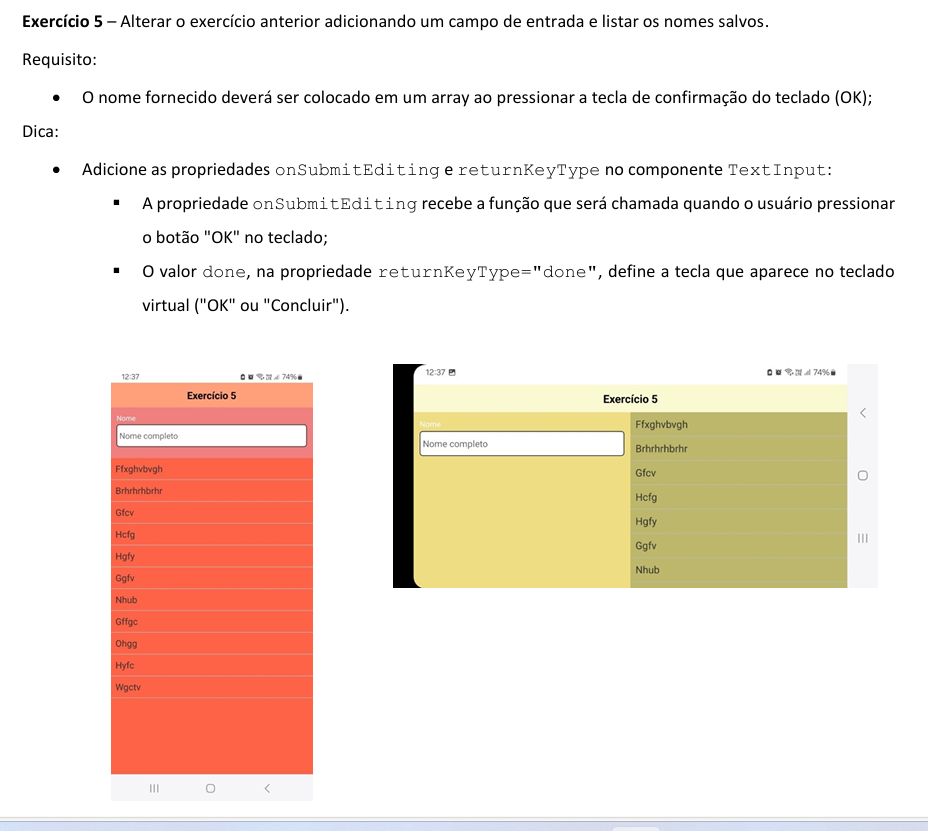 Exercício 5 – Alterar o exercício anterior adicionando um campo de entrada e listar os nomes salvos.
Requisito:
• O nome fornecido deverá ser colocado em um array ao pressionar a tecla de confirmação do teclado (OK);
Dica:
• Adicione as propriedades onSubmitEditing e returnKeyType no componente TextInput:
▪ A propriedade onSubmitEditing recebe a função que será chamada quando o usuário pressionar
o botão "OK" no teclado;
▪ O valor done, na propriedade returnKeyType="done", define a tecla que aparece no teclado
virtual ("OK" ou "Concluir").
12:37 74%
Exercício 5
Nome
Nome completo
Ffxghvbvgh
Brhrhrhbrhr
Gfcv
Hcfg
Hgfy
Ggfv
Nhub
Gffgc
Ohgg
Hyfc
Wgctv
12:37 74%
Exercício 5
Nome
Nome completo
Ffxghvbvgh
Brhrhrhbrhr
Gfcv
Hcfg
Hgfy
Ggfv
Nhub